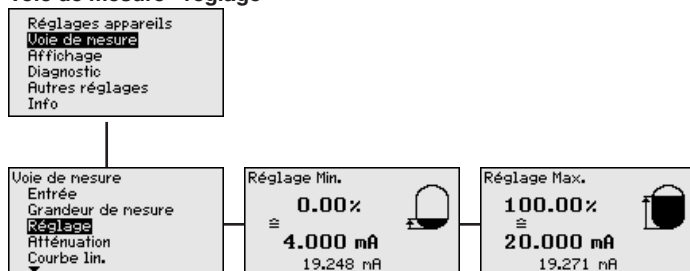 Voie de mesure - réglage
Réglages appareils
Voie de mesure
Affichage
Diagnostic
Autres réglages
Info
Voie de mesure
Entrée
Grandeur de mesure
Réglage
Atténuation
Courbe lin.
Réglage Min.
0.00%
≅
4.000 mA
19.248 mA
Réglage Max.
100.00%
≅
20.000 mA
19.271 mA